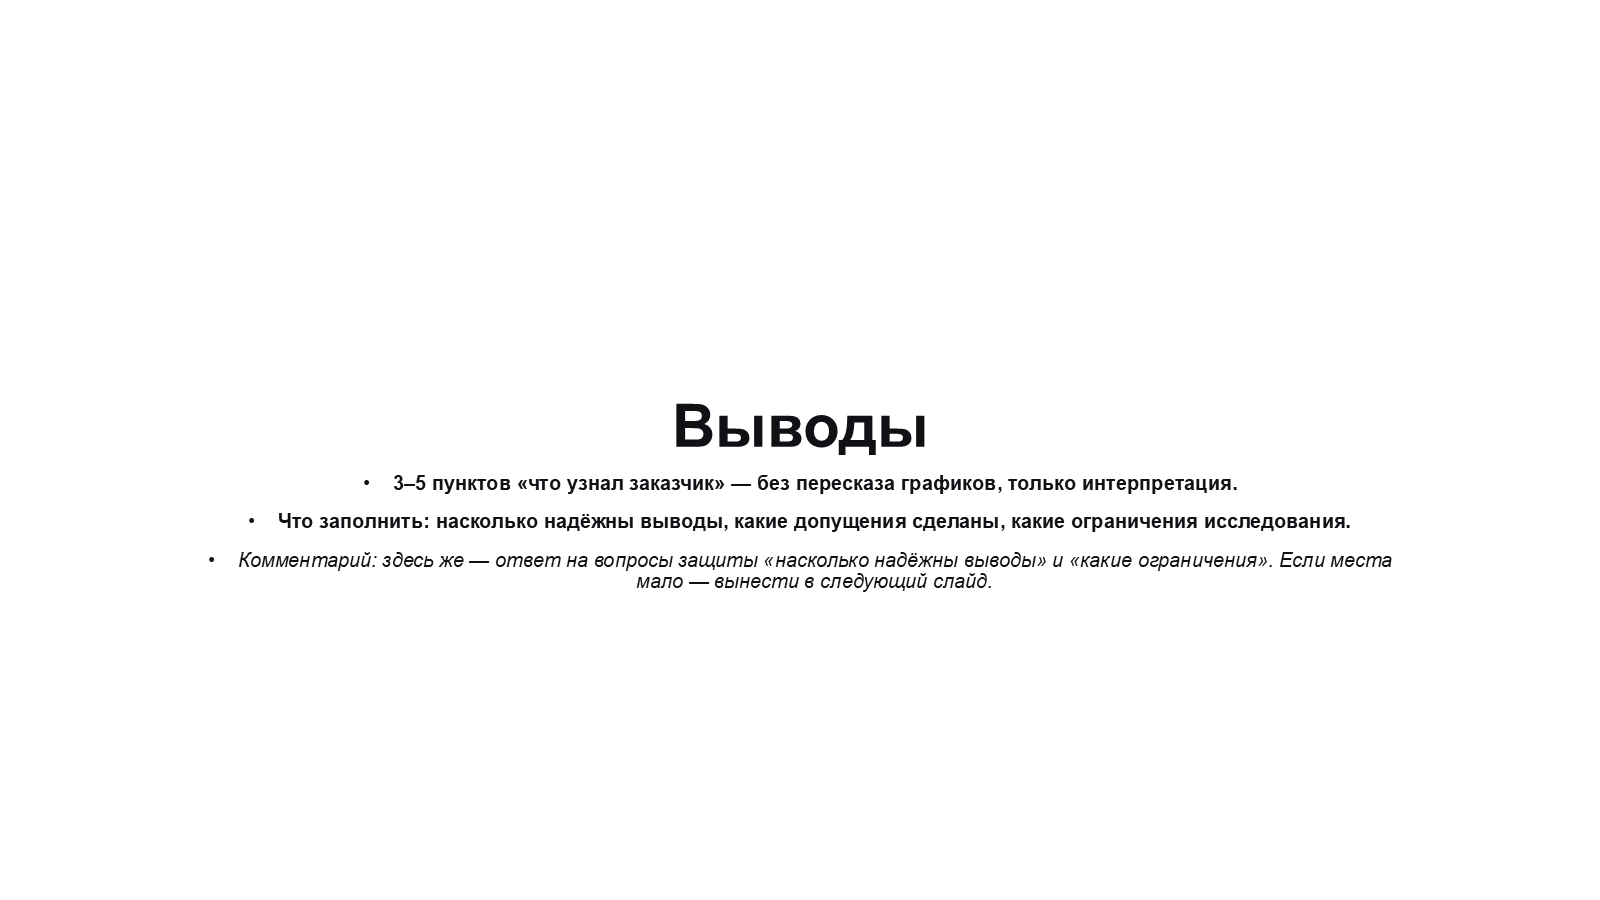 Выводы
• 3–5 пунктов «что узнал заказчик» — без пересказа графиков, только интерпретация.
• Что заполнить: насколько надёжны выводы, какие допущения сделаны, какие ограничения исследования.
• Комментарий: здесь же — ответ на вопросы защиты «насколько надёжны выводы» и «какие ограничения». Если места
мало — вынести в следующий слайд.